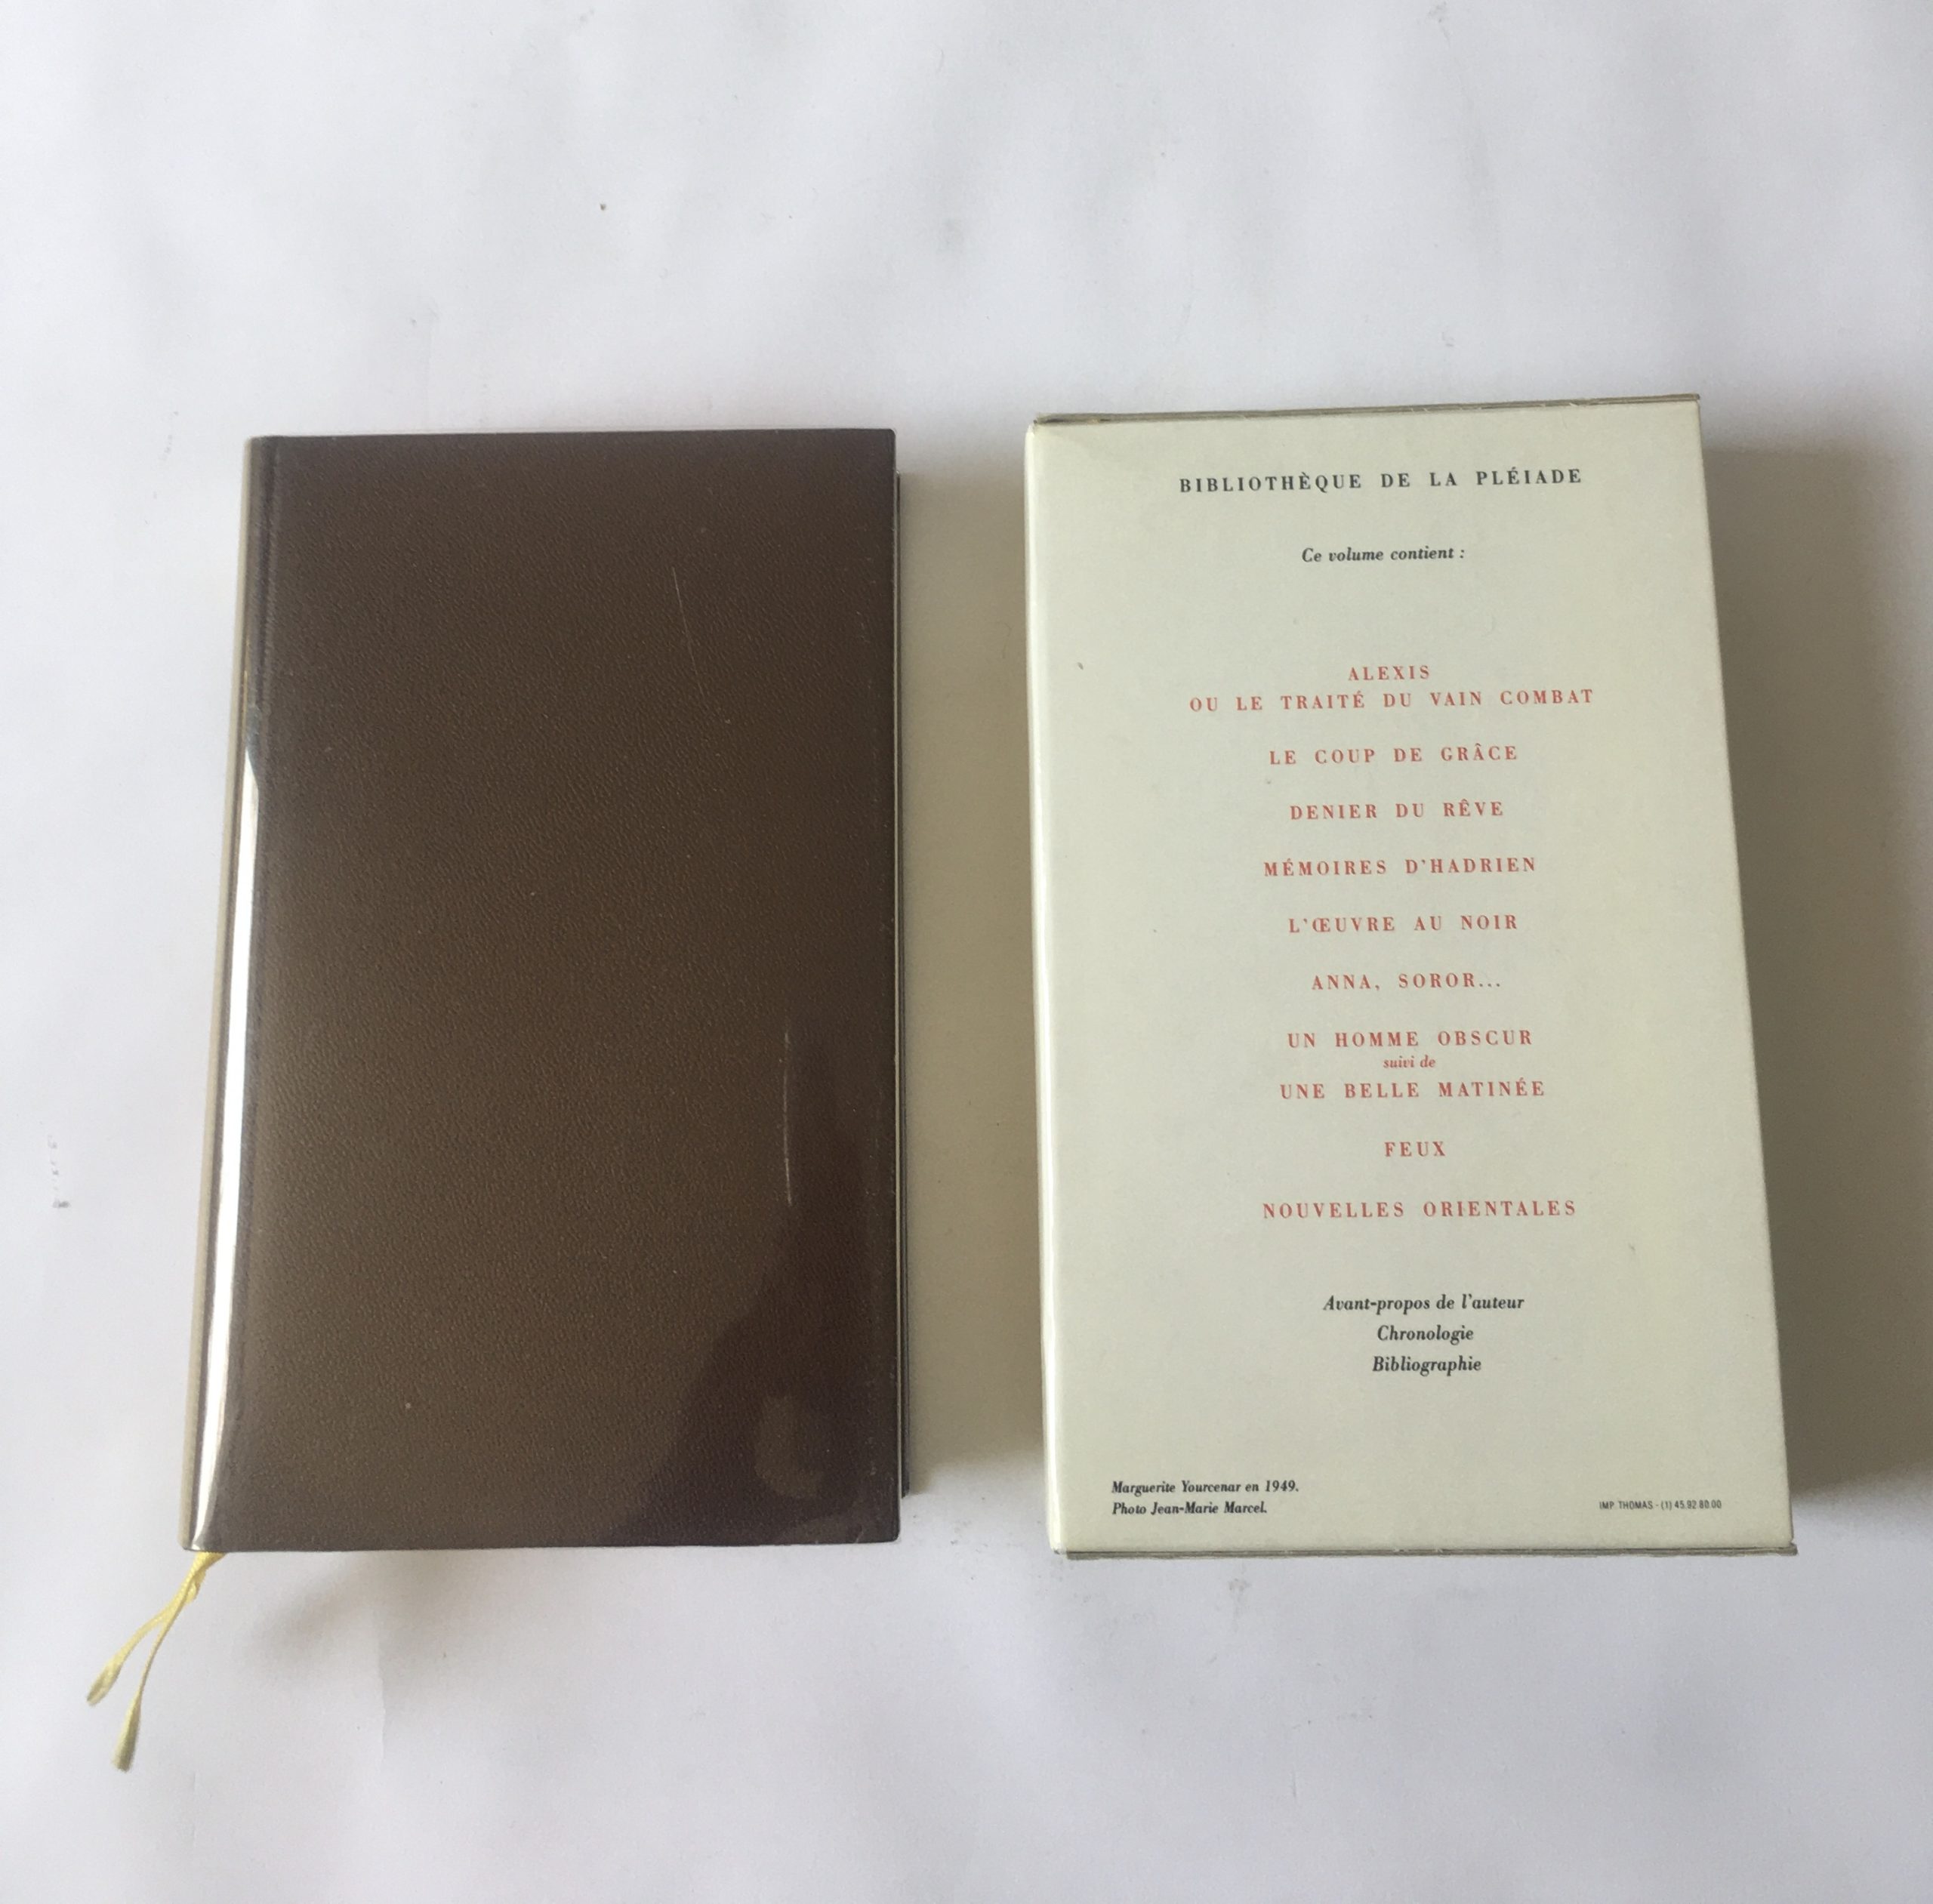 BIBLIOTHÈQUE DE LA PLÉIADE
Ce volume contient :
ALEXIS
OU LE TRAITÉ DU VAIN COMBAT
LE COUP DE GRÂCE
DENIER DU RÊVE
MÉMOIRES D'HADRIEN
L'ŒUVRE AU NOIR
ANNA, SOROR...
UN HOMME OBSCUR
suivi de
UNE BELLE MATINÉE
FEUX
NOUVELLES ORIENTALES
Avant-propos de l'auteur
Chronologie
Bibliographie
Marguerite Yourcenar en 1949.
Photo Jean-Marie Marcel.
IMP. THOMAS - (1) 45.92.80.00